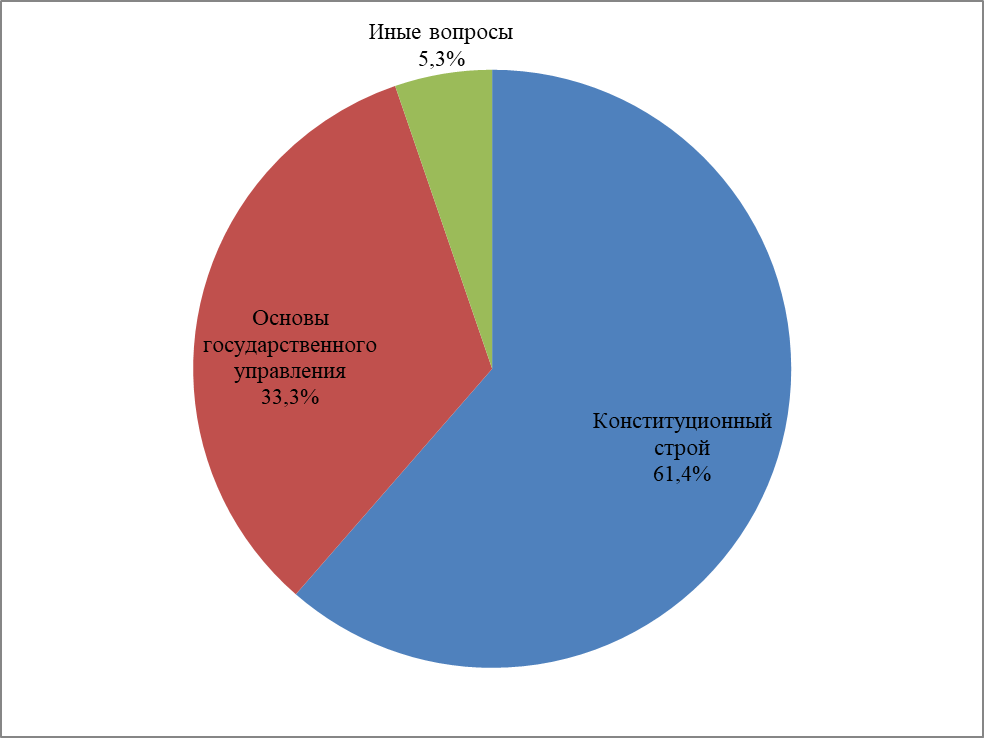 Иные вопросы
5,3%
Основы
государственного
управления
33,3%
Конституционный
строй
61,4%